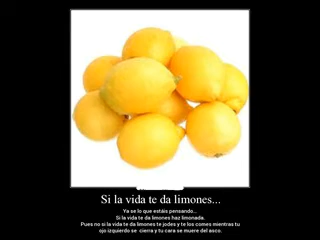 Si la vida te da limones...
Ya se lo que estáis pensando...
Si la vida te da limones haz limonada.
Pues no si la vida te da limones te jodes y te los comes mientras tu
ojo izquierdo se cierra y tu cara se muere del asco.